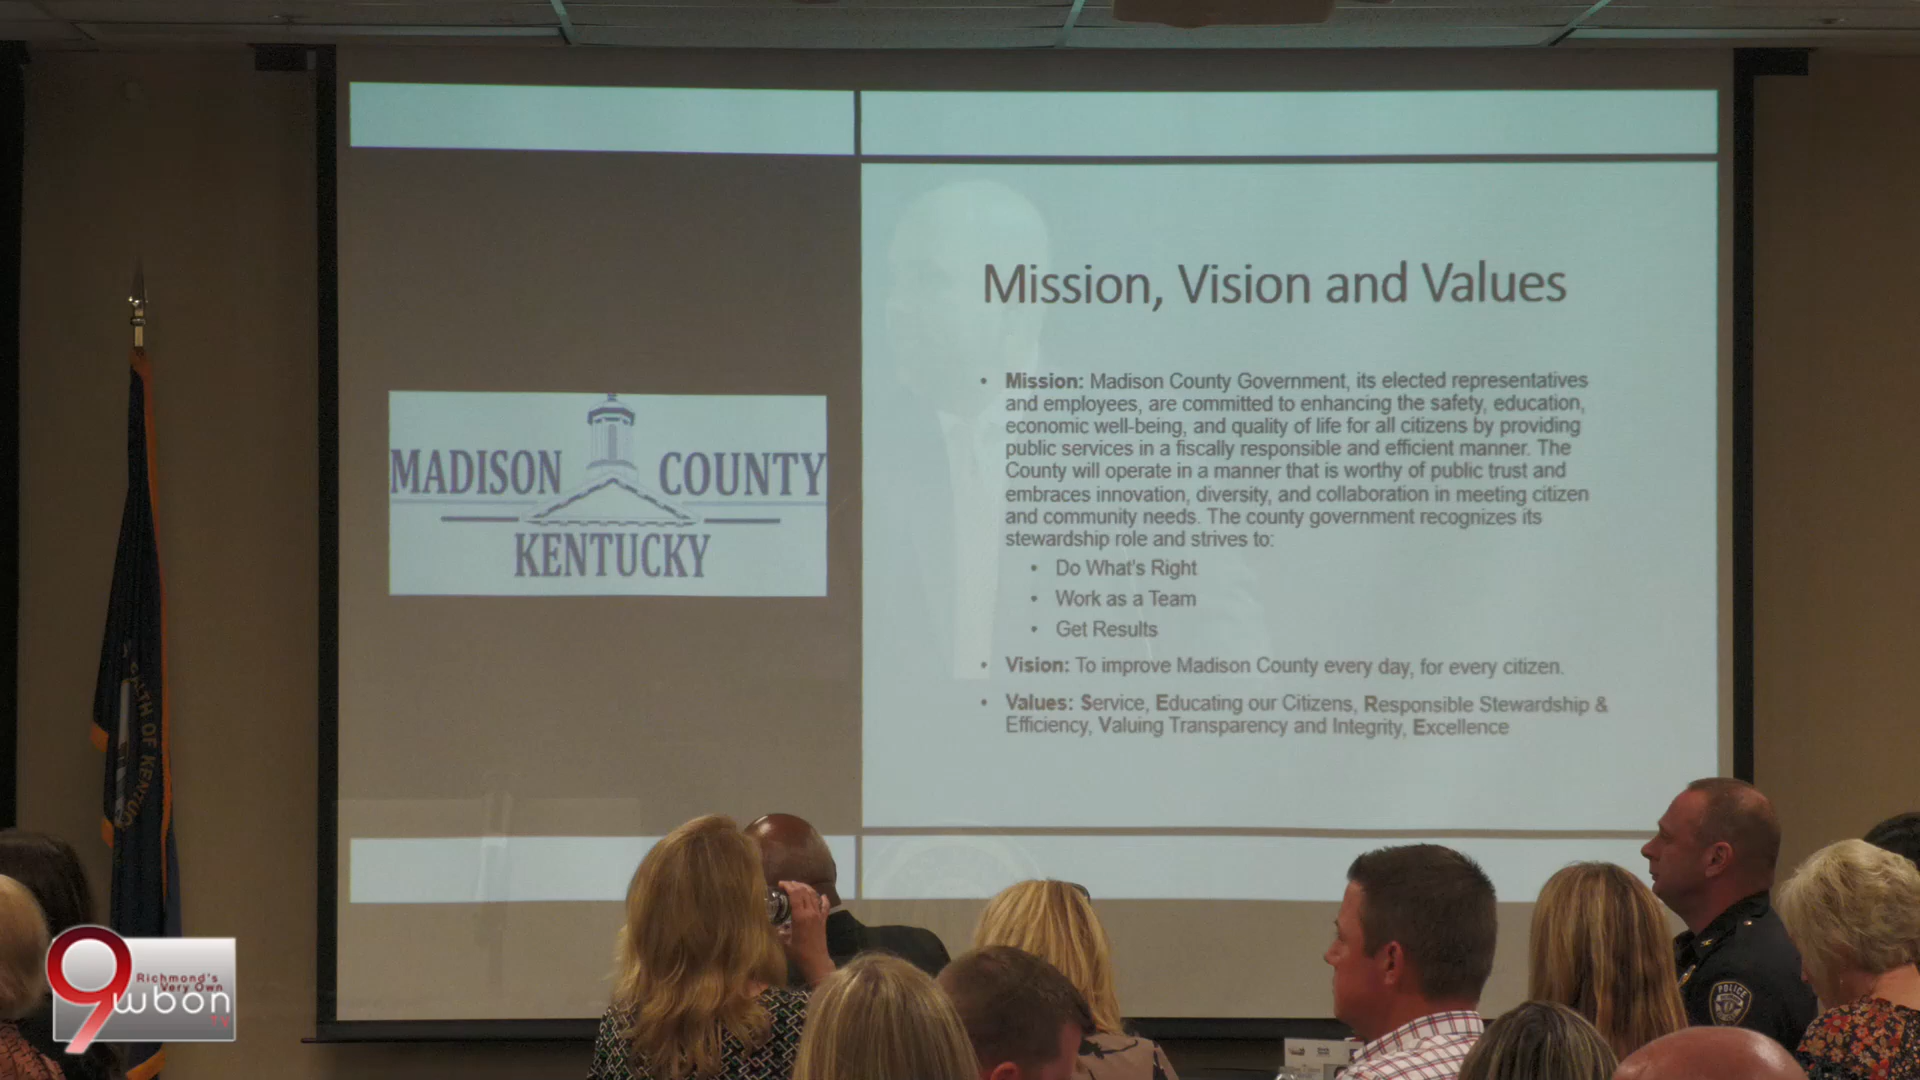 Mission, Vision and Values
MADISON COUNTY
KENTUCKY
• Mission: Madison County Government, its elected representatives
and employees, are committed to enhancing the safety, education,
economic well-being, and quality of life for all citizens by providing
public services in a fiscally responsible and efficient manner. The
County will operate in a manner that is worthy of public trust and
embraces innovation, diversity, and collaboration in meeting citizen
and community needs. The county government recognizes its
stewardship role and strives to:
• Do What's Right
• Work as a Team
• Get Results
• Vision: To improve Madison County every day, for every citizen.
• Values: Service, Educating our Citizens, Responsible Stewardship &
Efficiency, Valuing Transparency and Integrity, Excellence
OF KENTUC
POLICE
9
Richmond's
Very Own
wbon
TV